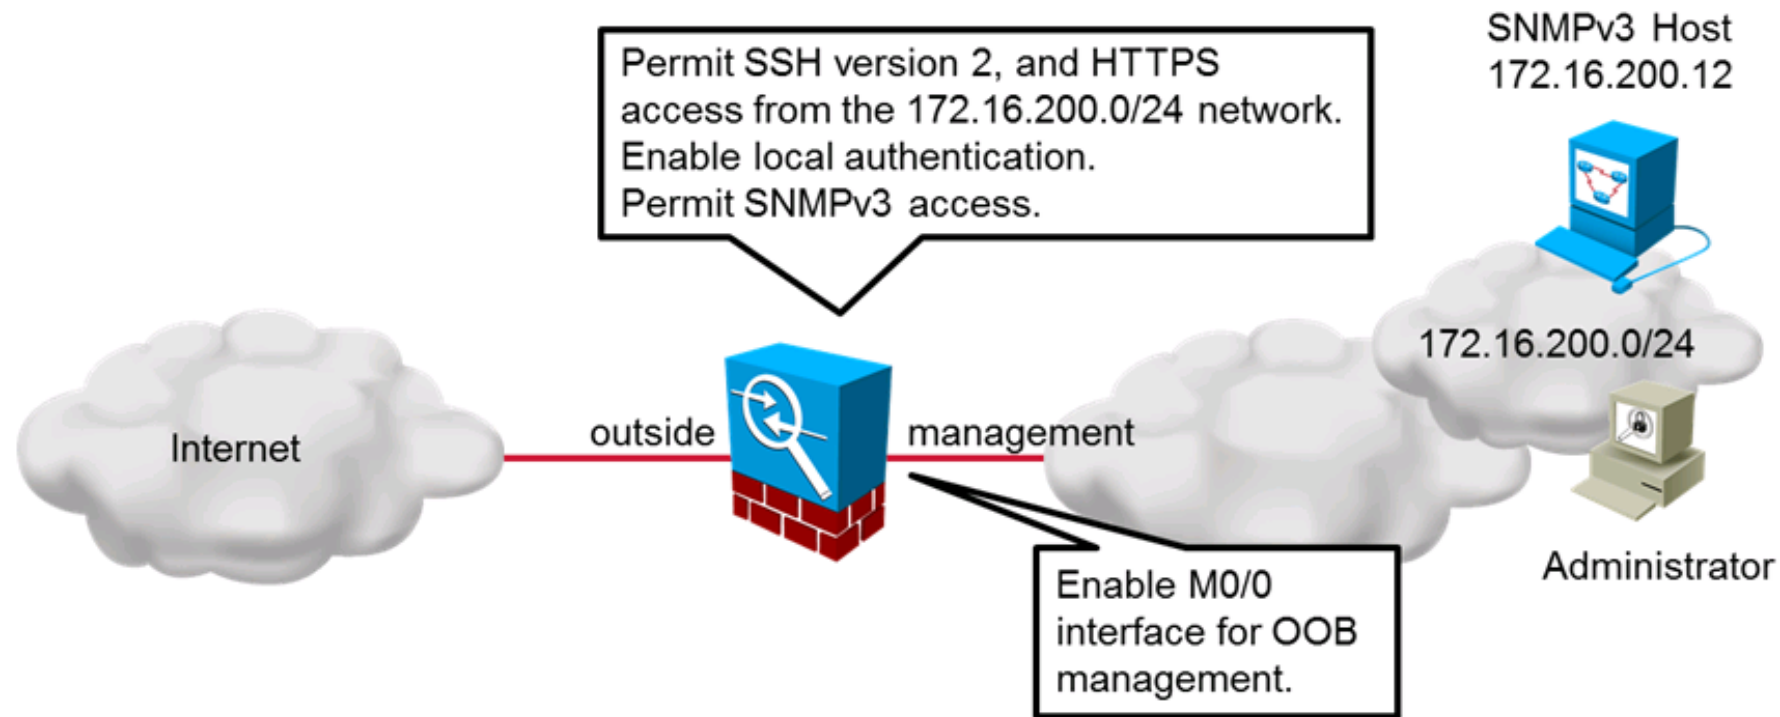 Permit SSH version 2, and HTTPS
access from the 172.16.200.0/24 network.
Enable local authentication.
Permit SNMPv3 access.
SNMPv3 Host
172.16.200.12
172.16.200.0/24
Internet
outside
management
Administrator
Enable M0/0
interface for OOB
management.